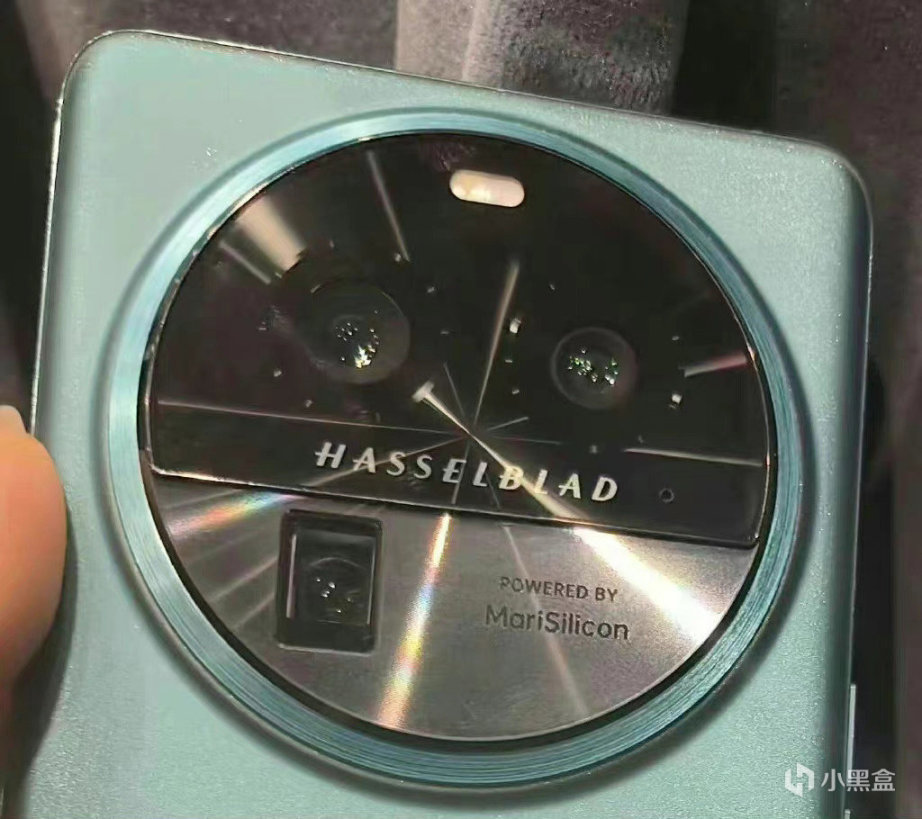 HASSELBLAD
POWERED BY
MariSilicon
小黑盒